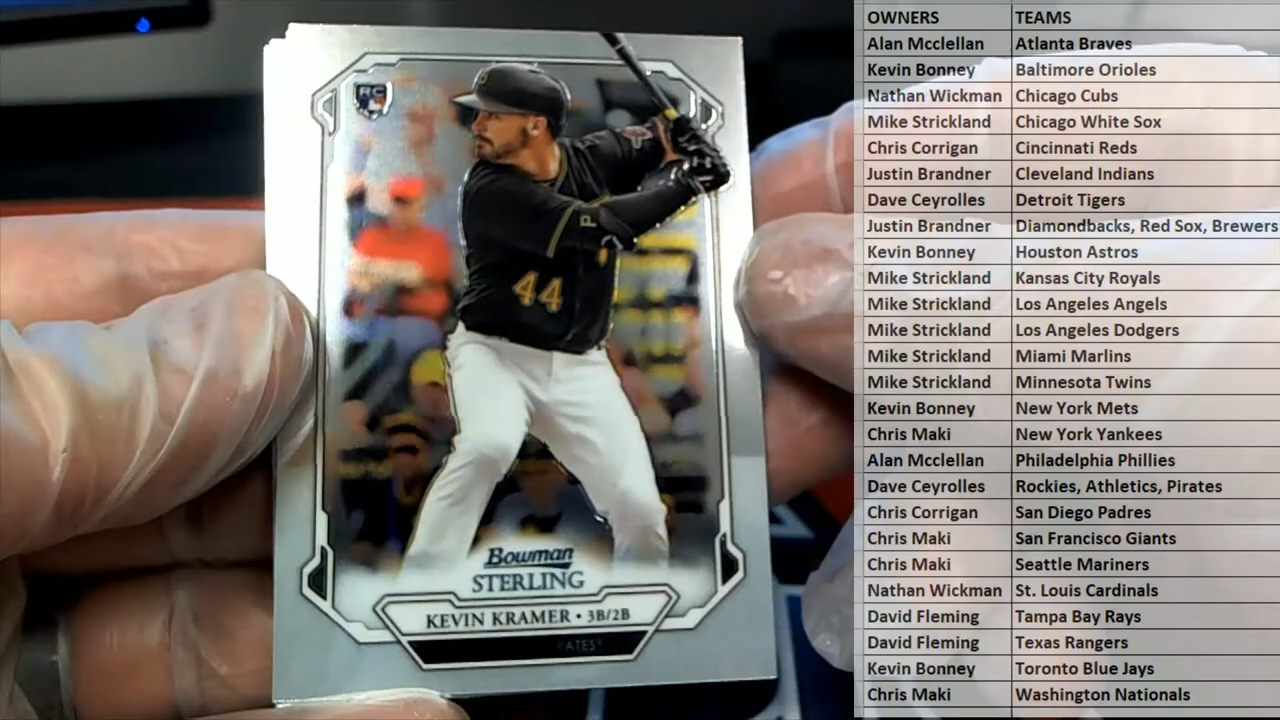 RC
P
P
44
Bowman
STERLING
KEVIN KRAMER • 3B/2B
OWNERS TEAMS
Alan Mcclellan Atlanta Braves
Kevin Bonney Baltimore Orioles
Nathan Wickman Chicago Cubs
Mike Strickland Chicago White Sox
Chris Corrigan Cincinnati Reds
Justin Brandner Cleveland Indians
Dave Ceyrolles Detroit Tigers
Justin Brandner Diamondbacks, Red Sox, Brewers
Kevin Bonney Houston Astros
Mike Strickland Kansas City Royals
Mike Strickland Los Angeles Angels
Mike Strickland Los Angeles Dodgers
Mike Strickland Miami Marlins
Mike Strickland Minnesota Twins
Kevin Bonney New York Mets
Chris Maki New York Yankees
Alan Mcclellan Philadelphia Phillies
Dave Ceyrolles Rockies, Athletics, Pirates
Chris Corrigan San Diego Padres
Chris Maki San Francisco Giants
Chris Maki Seattle Mariners
Nathan Wickman St. Louis Cardinals
David Fleming Tampa Bay Rays
David Fleming Texas Rangers
Kevin Bonney Toronto Blue Jays
Chris Maki Washington Nationals